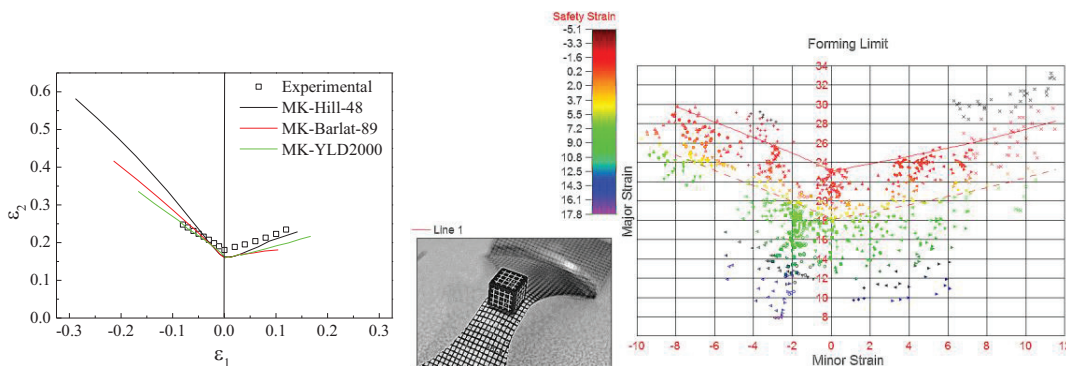 0.6
0.5
0.4
0.3
0.2
0.1
0.0
-0.3 -0.2 -0.1 0.0 0.1 0.2 0.3
ε2
ε1
Experimental
MK-Hill-48
MK-Barlat-89
MK-YLD2000
Safety Strain
-5.1
-3.3
-1.6
0.2
2.0
3.7
5.7
7.3
9.2
10.8
12.5
14.3
16.1
17.8
Line 1
Forming Limit
34
32
30
28
26
24
22
20
18
16
14
12
10
8
-10 -8 -6 -4 -2 0 2 4 6 8 10 12
Major Strain
Minor Strain